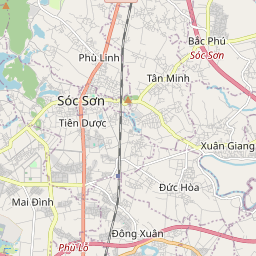 Bắc Phú
Sóc Sơn
Phù Linh
Tân Minh
Sóc Sơn
Tiên Dược
Xuân Giang
Đức Hòa
Mai Đình
Đông Xuân
Phù Lỗ